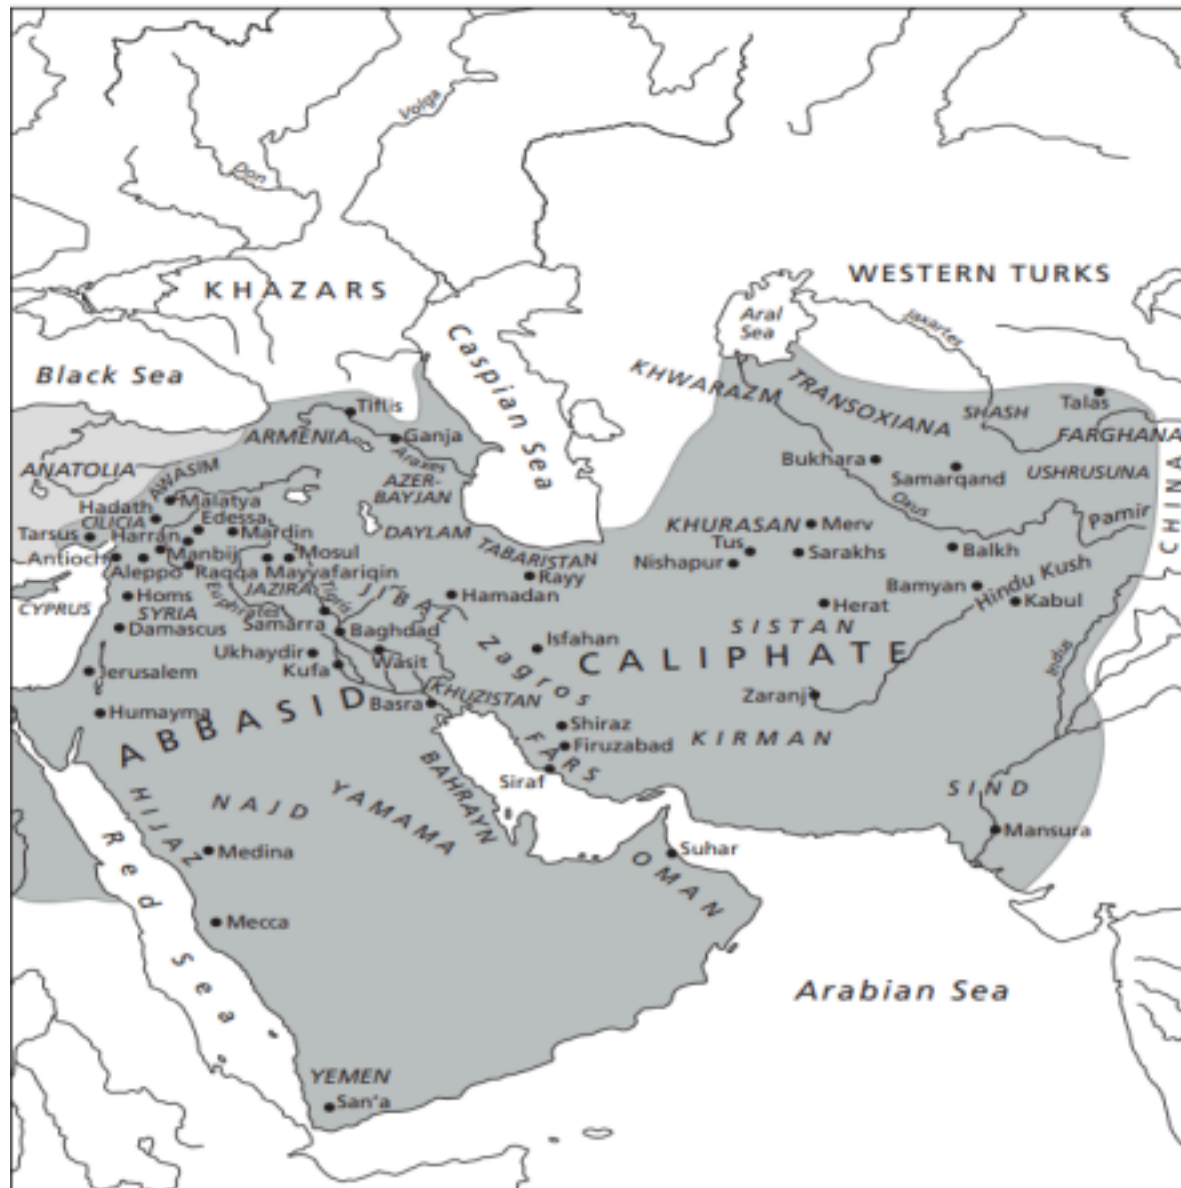 Volga
Don
KHAZARS
WESTERN TURKS
Aral
Sea
Jaxartes
Black Sea
Caspian Sea
KHWARAZM
TRANSOXIANA
SHASH
Talas
FARGHANA
Tiflis
ARMENIA
Ganja
Araxes
ANATOLIA
AWASIM
AZER-
BAYJAN
Bukhara
Samarqand
USHRUSUNA
CHINA
Malatya
Hadath
CILICIA
Edessa
Oxus
Pamir
Tarsus
Harran
Mardin
DAYLAM
KHURASAN
Merv
Antioch
Manbij
Mosul
TABARISTAN
Tus
Sarakhs
Balkh
Aleppo
Raqqa
Mayyafariqin
Rayy
Nishapur
CYPRUS
Homs
JAZIRA
JIBAL
Hamadan
Bamyan
Hindu Kush
Kabul
SYRIA
Euphrates
Tigris
Samarra
Herat
Damascus
Baghdad
Isfahan
SISTAN
Ukhaydir
Wasit
Zagros
CALIPHATE
Indus
Jerusalem
Kufa
KHUZISTAN
Zaranj
Humayma
ABBASID
Basra
Shiraz
Firuzabad
KIRMAN
FARS
Siraf
BAHRAYN
SIND
HIJAZ
NAJD
YAMAMA
Mansura
Red Sea
Medina
Suhar
OMAN
Mecca
Arabian Sea
YEMEN
San'a